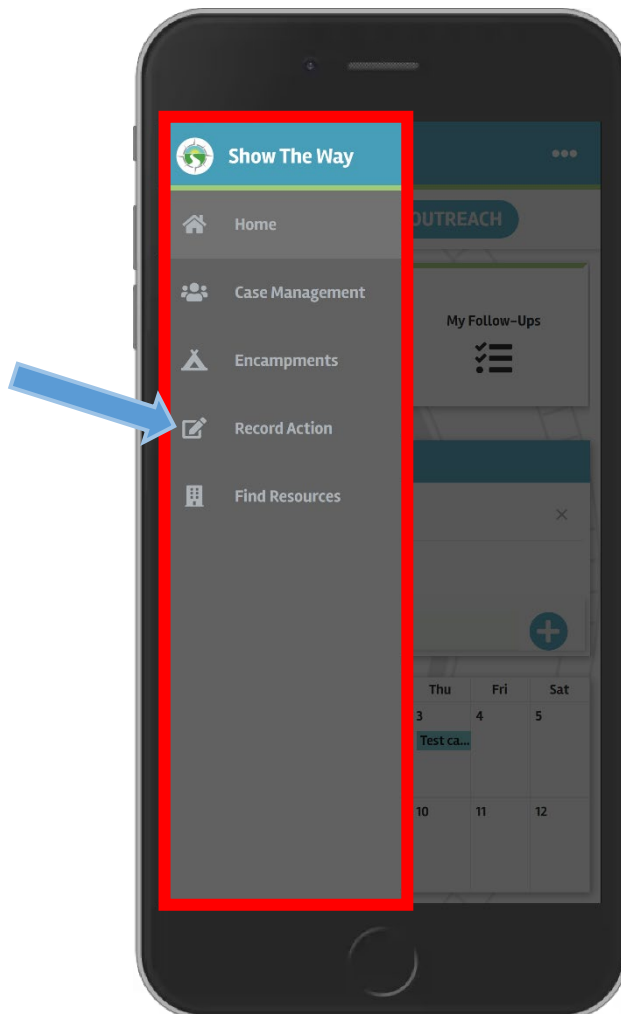 Show The Way
Home
Case Management
Encampments
Record Action
Find Resources
OUTREACH
My Follow-Ups
Thu Fri Sat
3 4 5
Test ca...
10 11 12